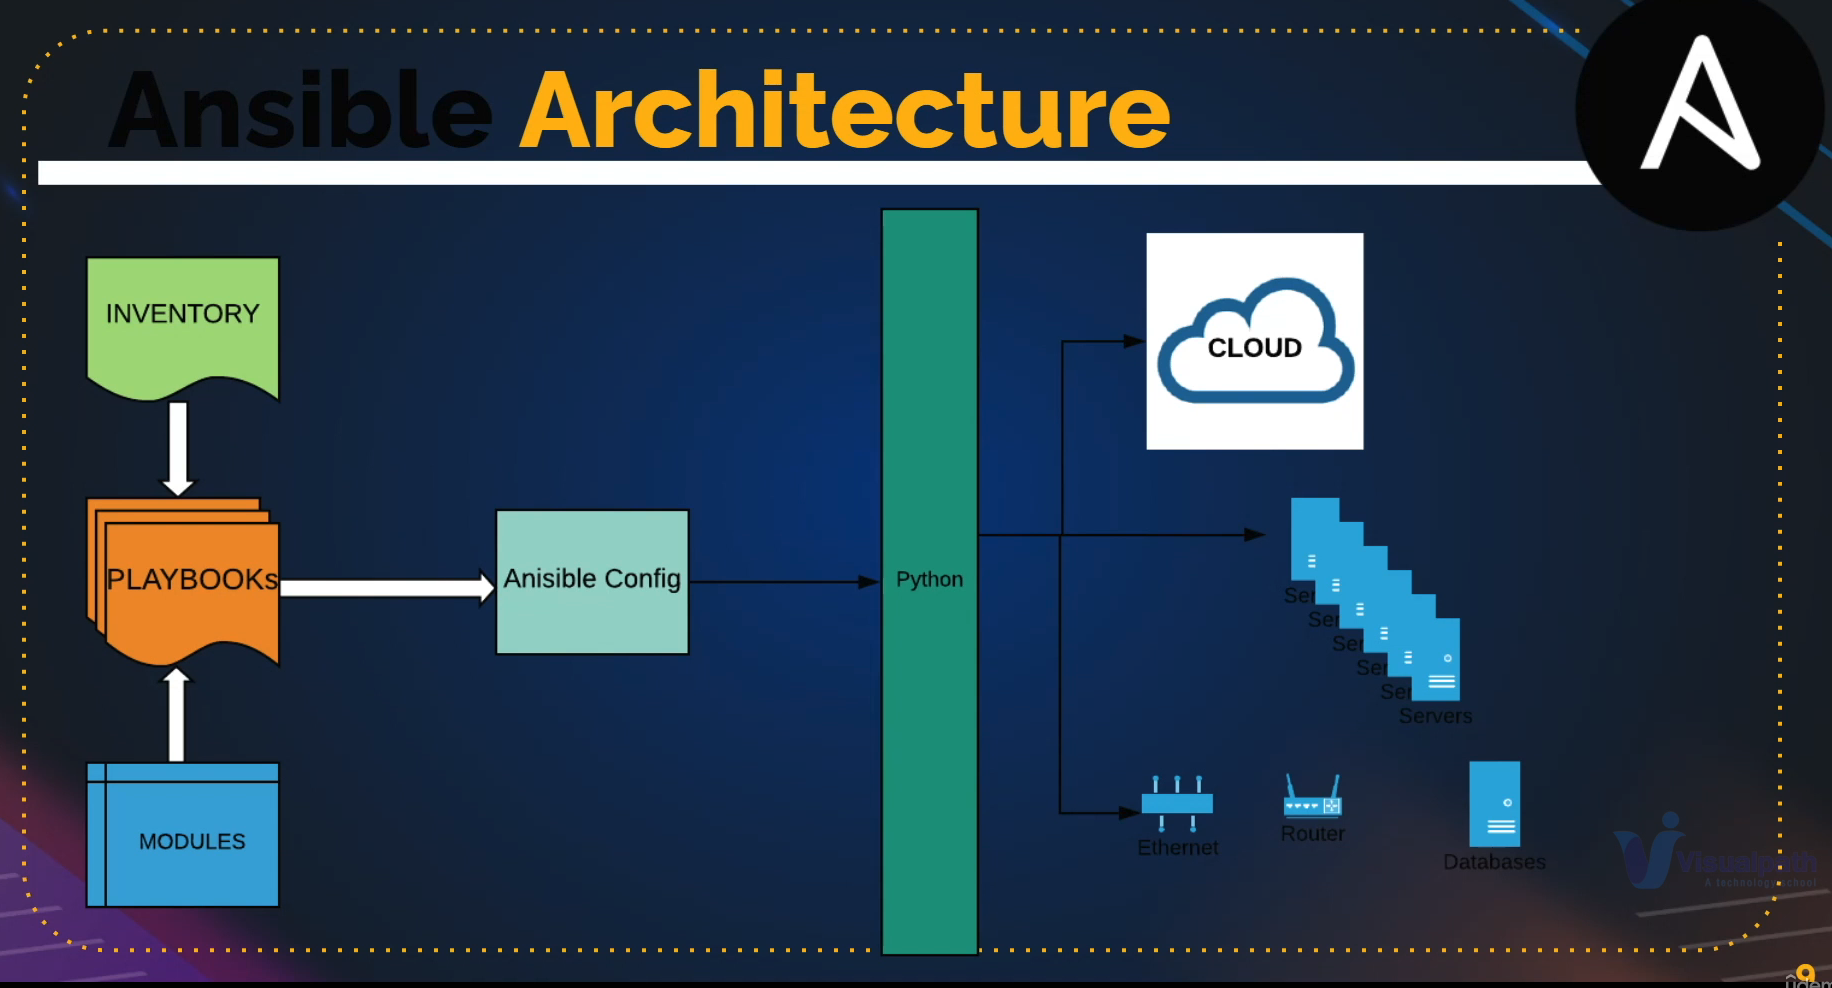 Ansible Architecture
INVENTORY
PLAYBOOKs
MODULES
Anisible Config
Python
CLOUD
Ser
Ser
Ser
Ser
Ser
Servers
Ethernet
Router
Databases
Visualpath
A technology school
9